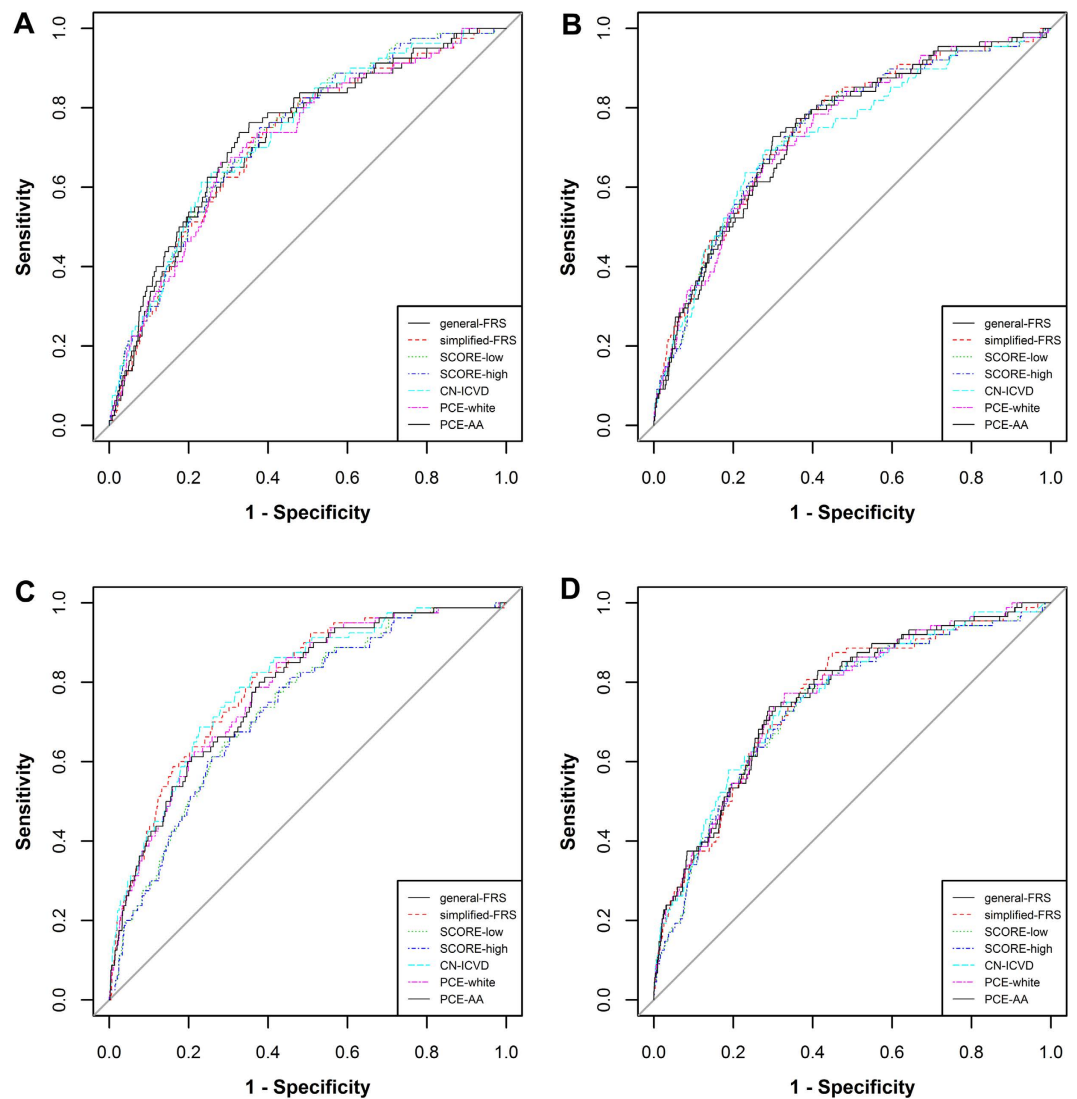 A
1.0
0.8
0.6
0.4
0.2
0.0
Sensitivity
general-FRS
simplified-FRS
SCORE-low
SCORE-high
CN-ICVD
PCE-white
PCE-AA
0.0 0.2 0.4 0.6 0.8 1.0
1 - Specificity
B
1.0
0.8
0.6
0.4
0.2
0.0
Sensitivity
general-FRS
simplified-FRS
SCORE-low
SCORE-high
CN-ICVD
PCE-white
PCE-AA
0.0 0.2 0.4 0.6 0.8 1.0
1 - Specificity
C
1.0
0.8
0.6
0.4
0.2
0.0
Sensitivity
general-FRS
simplified-FRS
SCORE-low
SCORE-high
CN-ICVD
PCE-white
PCE-AA
0.0 0.2 0.4 0.6 0.8 1.0
1 - Specificity
D
1.0
0.8
0.6
0.4
0.2
0.0
Sensitivity
general-FRS
simplified-FRS
SCORE-low
SCORE-high
CN-ICVD
PCE-white
PCE-AA
0.0 0.2 0.4 0.6 0.8 1.0
1 - Specificity